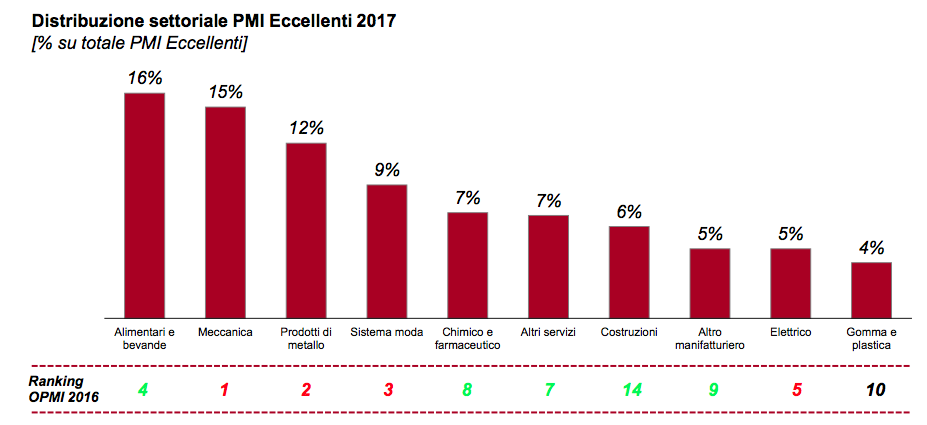 Distribuzione settoriale PMI Eccellenti 2017
[% su totale PMI Eccellenti]
16%
15%
12%
9%
7%
7%
6%
5%
5%
4%
Alimentari e
bevande
Meccanica
Prodotti di
metallo
Sistema moda
Chimico e
farmaceutico
Altri servizi
Costruzioni
Altro
manifatturiero
Elettrico
Gomma e
plastica
Ranking
OPMI 2016
4 1 2 3 8 7 14 9 5 10